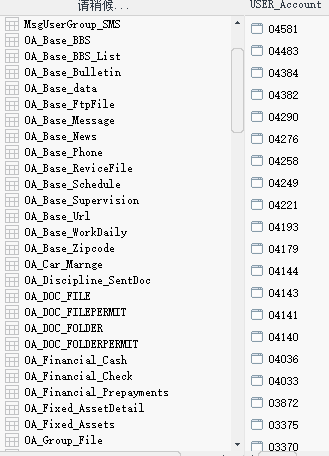 请稍候...
MsgUserGroup_SMS
OA_Base_BBS
OA_Base_BBS_List
OA_Base_Bulletin
OA_Base_data
OA_Base_FtpFile
OA_Base_Message
OA_Base_News
OA_Base_Phone
OA_Base_ReviceFile
OA_Base_Schedule
OA_Base_Supervision
OA_Base_Url
OA_Base_WorkDaily
OA_Base_Zipcode
OA_Car_Marnge
OA_Discipline_SentDoc
OA_DOC_FILE
OA_DOC_FILEPERMIT
OA_DOC_FOLDER
OA_DOC_FOLDERPERMIT
OA_Financial_Cash
OA_Financial_Check
OA_Financial_Prepayments
OA_Fixed_AssetDetail
OA_Fixed_Assets
OA_Group_File
USER_Account
04581
04483
04384
04382
04290
04276
04258
04249
04221
04193
04179
04144
04143
04141
04140
04036
04033
03872
03375
03370